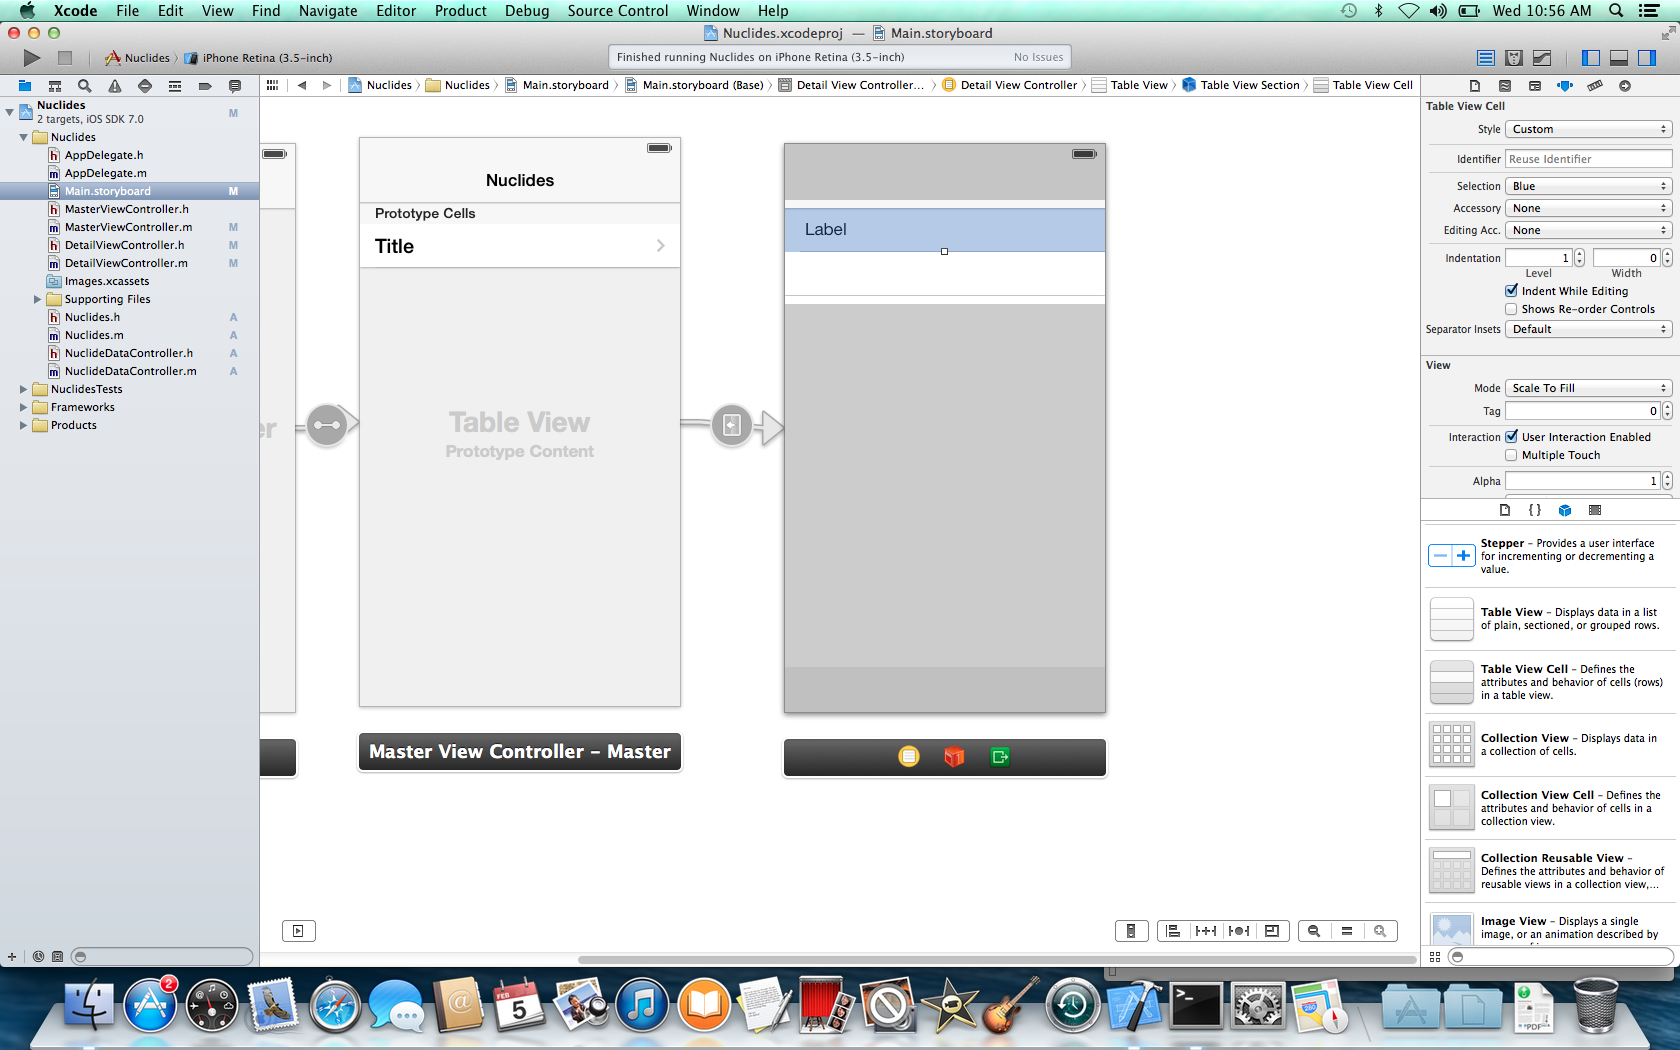 Xcode File Edit View Find Navigate Editor Product Debug Source Control Window Help Wed 10:56 AM
Nuclides.xcodeproj — Main.storyboard
Nuclides iPhone Retina (3.5-inch)
Finished running Nuclides on iPhone Retina (3.5-inch) No Issues
Nuclides Nuclides Main.storyboard Main.storyboard (Base) Detail View Controller... Detail View Controller Table View Table View Section Table View Cell
Nuclides
2 targets, iOS SDK 7.0 M
Nuclides
h AppDelegate.h
m AppDelegate.m
Main.storyboard M
h MasterViewController.h
m MasterViewController.m M
h DetailViewController.h M
m DetailViewController.m M
Images.xcassets
Supporting Files
h Nuclides.h A
m Nuclides.m A
h NuclideDataController.h A
m NuclideDataController.m A
NuclidesTests
Frameworks
Products
er
Nuclides
Prototype Cells
Title
Table View
Prototype Content
Master View Controller – Master
Label
Table View Cell
Style Custom
Identifier Reuse Identifier
Selection Blue
Accessory None
Editing Acc. None
Indentation 1 0
Level Width
Indent While Editing
Shows Re-order Controls
Separator Insets Default
View
Mode Scale To Fill
Tag 0
Interaction User Interaction Enabled
Multiple Touch
Alpha 1
{ }
Stepper – Provides a user interface
for incrementing or decrementing a
value.
Table View – Displays data in a list
of plain, sectioned, or grouped rows.
Table View Cell – Defines the
attributes and behavior of cells (rows)
in a table view.
Collection View – Displays data in
a collection of cells.
Collection View Cell – Defines the
attributes and behavior of cells in a
collection view.
Collection Reusable View –
Defines the attributes and behavior of
reusable views in a collection view,...
Image View – Displays a single
image, or an animation described by
2
FEB
5
280
PDF